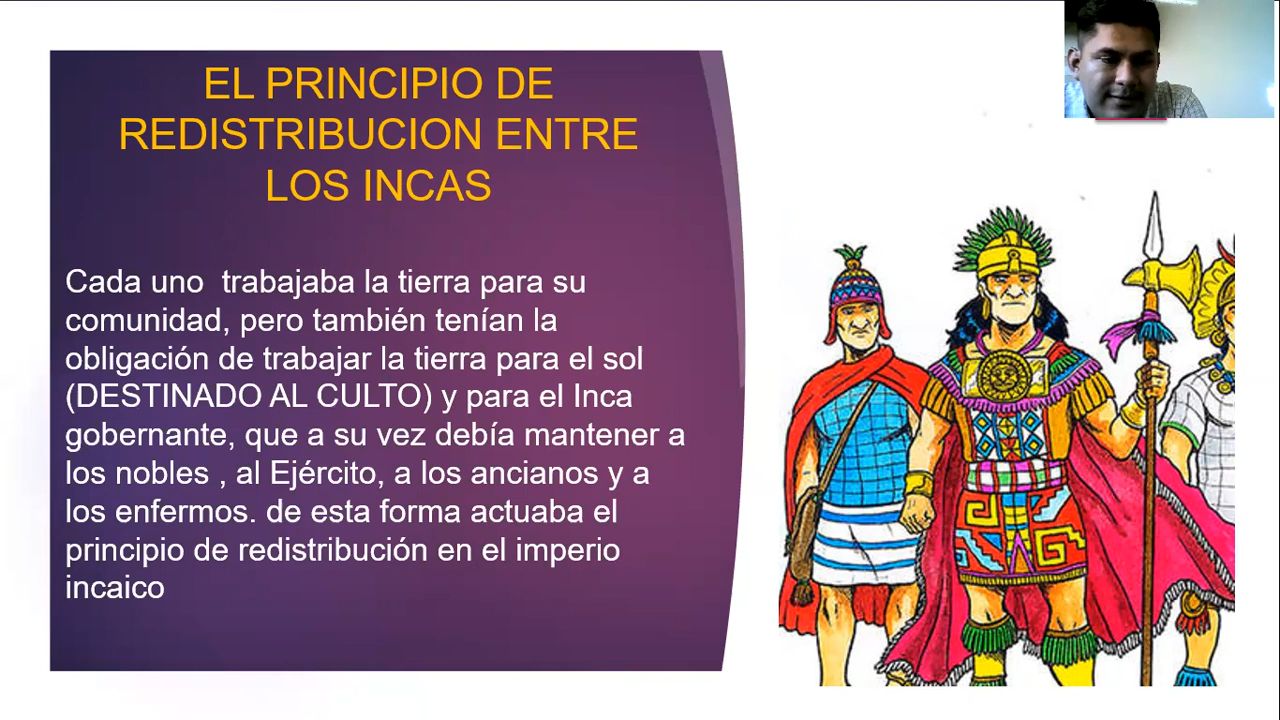 EL PRINCIPIO DE
REDISTRIBUCION ENTRE
LOS INCAS
Cada uno  trabajaba la tierra para su
comunidad, pero también tenían la
obligación de trabajar la tierra para el sol
(DESTINADO AL CULTO) y para el Inca
gobernante, que a su vez debía mantener a
los nobles , al Ejército, a los ancianos y a
los enfermos. de esta forma actuaba el
principio de redistribución en el imperio
incaico